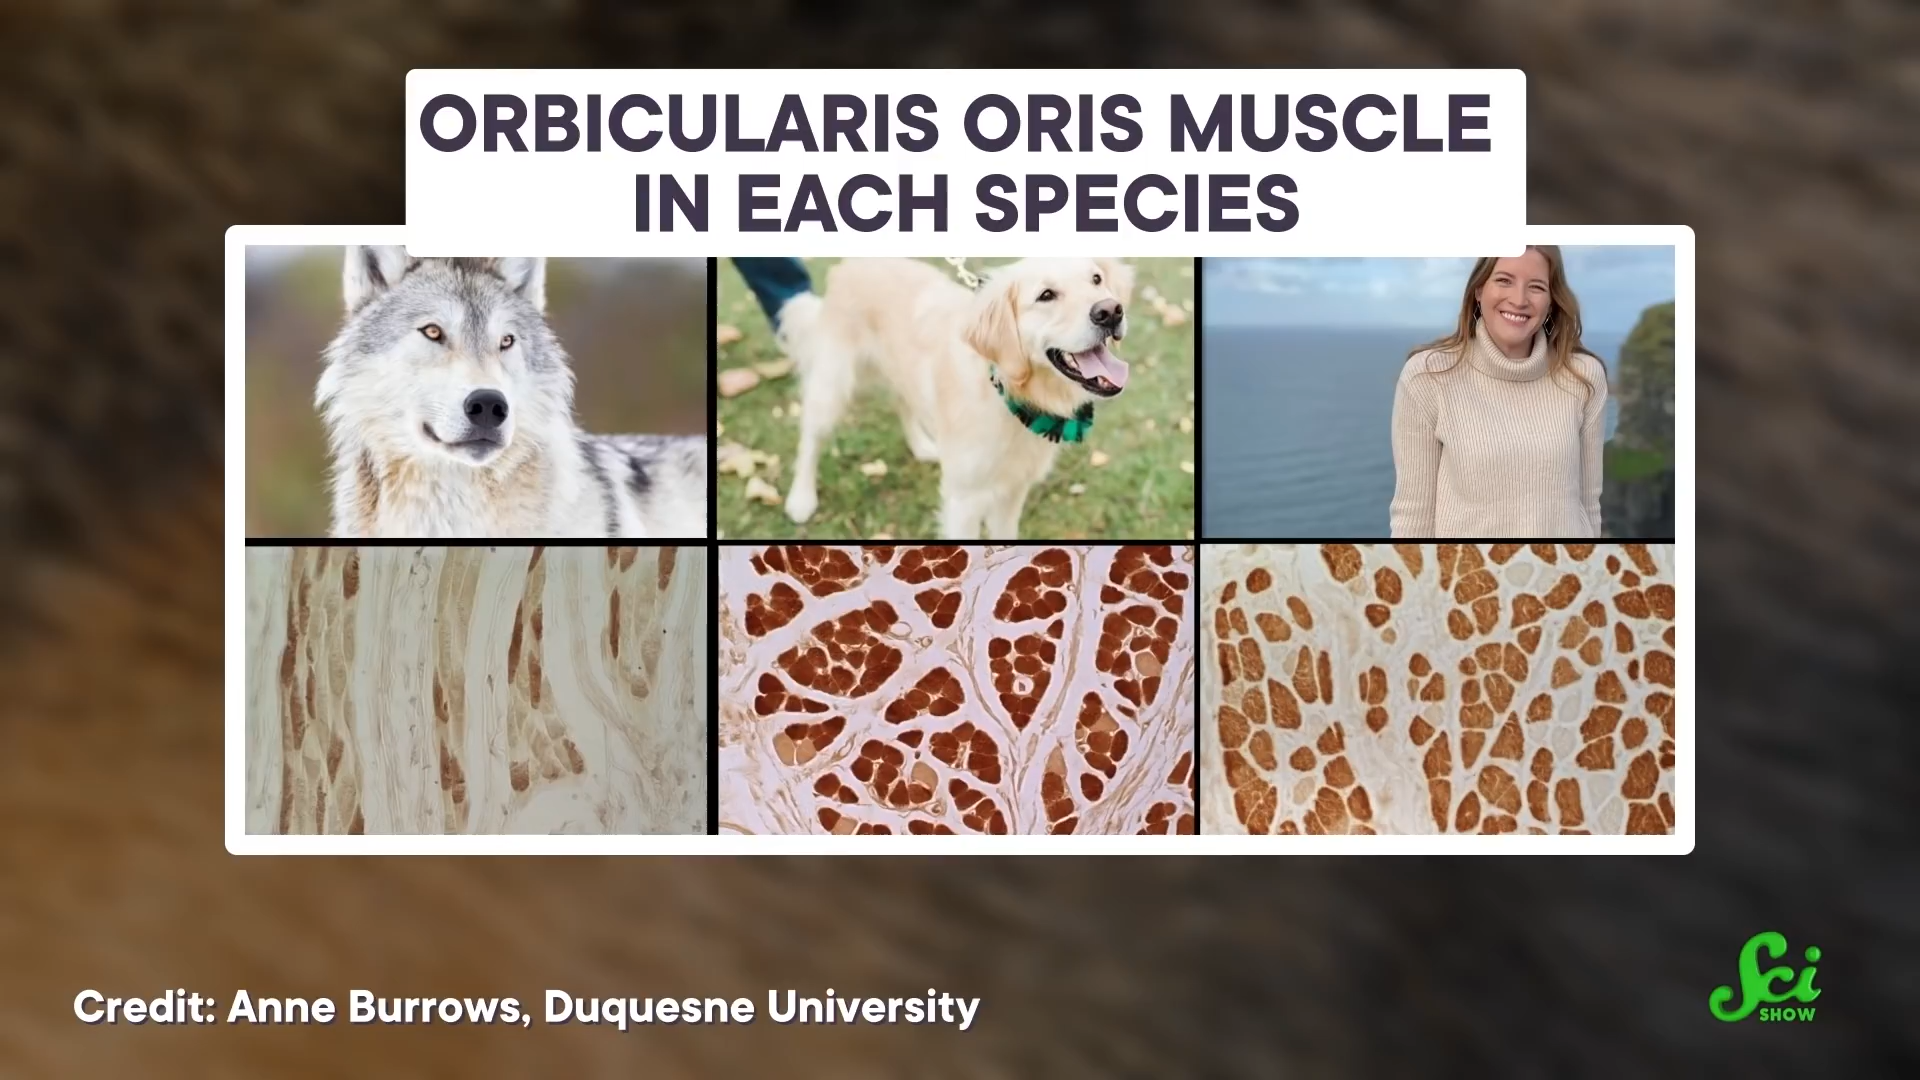 ORBICULARIS ORIS MUSCLE
IN EACH SPECIES
Credit: Anne Burrows, Duquesne University
Sci
SHOW